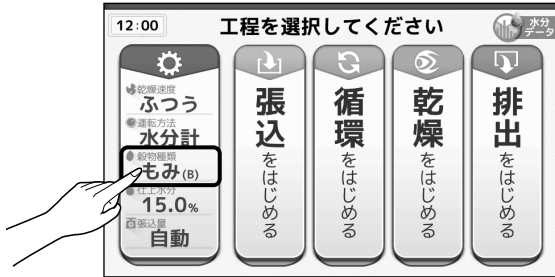 12:00
工程を選択してください
水分
データ
乾燥速度
ふつう
運転方法
水分計
穀物種類
もみ(B)
仕上水分
15.0%
張込量
自動
張込をはじめる
循環をはじめる
乾燥をはじめる
排出をはじめる